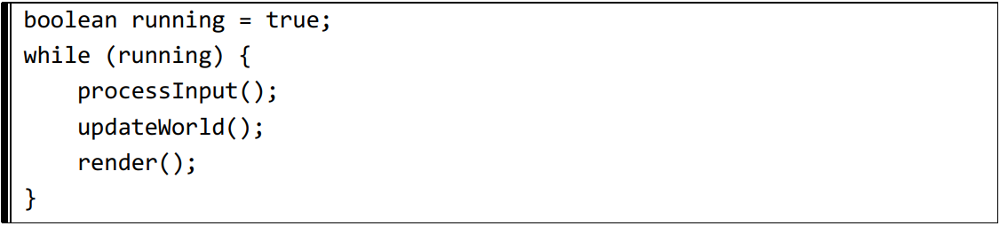 boolean running = true;
while (running) {
    processInput();
    updateWorld();
    render();
}